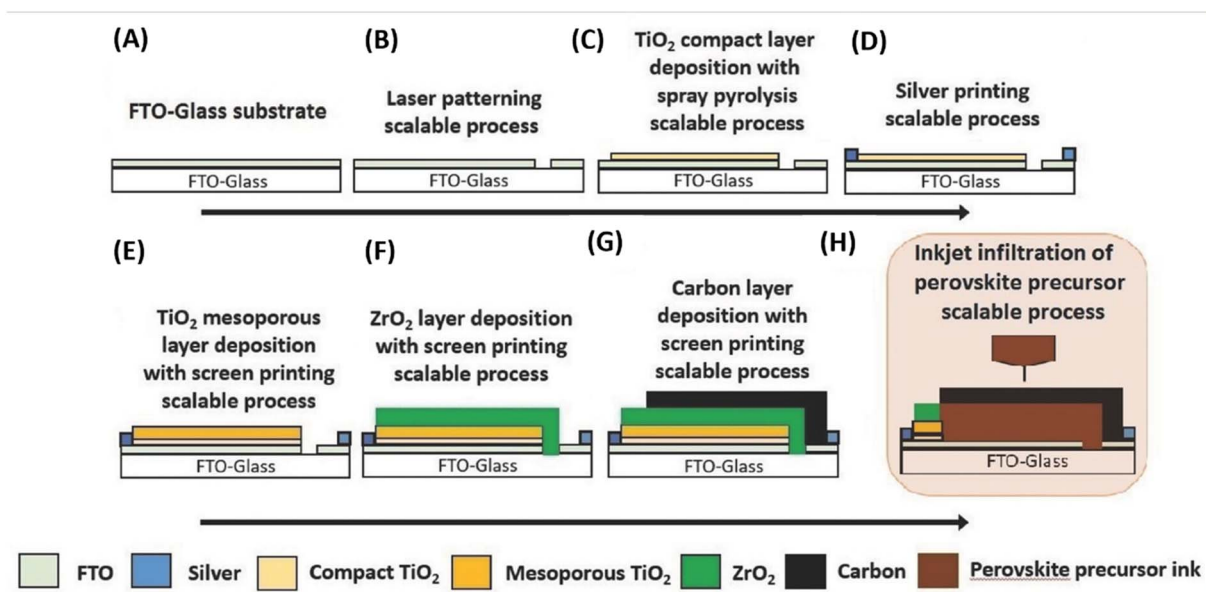 (A)
FTO-Glass substrate
FTO-Glass
(B)
Laser patterning
scalable process
FTO-Glass
(C)
TiO₂ compact layer
deposition with
spray pyrolysis
scalable process
FTO-Glass
(D)
Silver printing
scalable process
FTO-Glass
(E)
TiO₂ mesoporous
layer deposition
with screen printing
scalable process
FTO-Glass
(F)
ZrO₂ layer deposition
with screen printing
scalable process
FTO-Glass
(G)
Carbon layer
deposition with
screen printing
scalable process
FTO-Glass
(H)
Inkjet infiltration of
perovskite precursor
scalable process
FTO-Glass
FTO
Silver
Compact TiO₂
Mesoporous TiO₂
ZrO₂
Carbon
Perovskite precursor ink